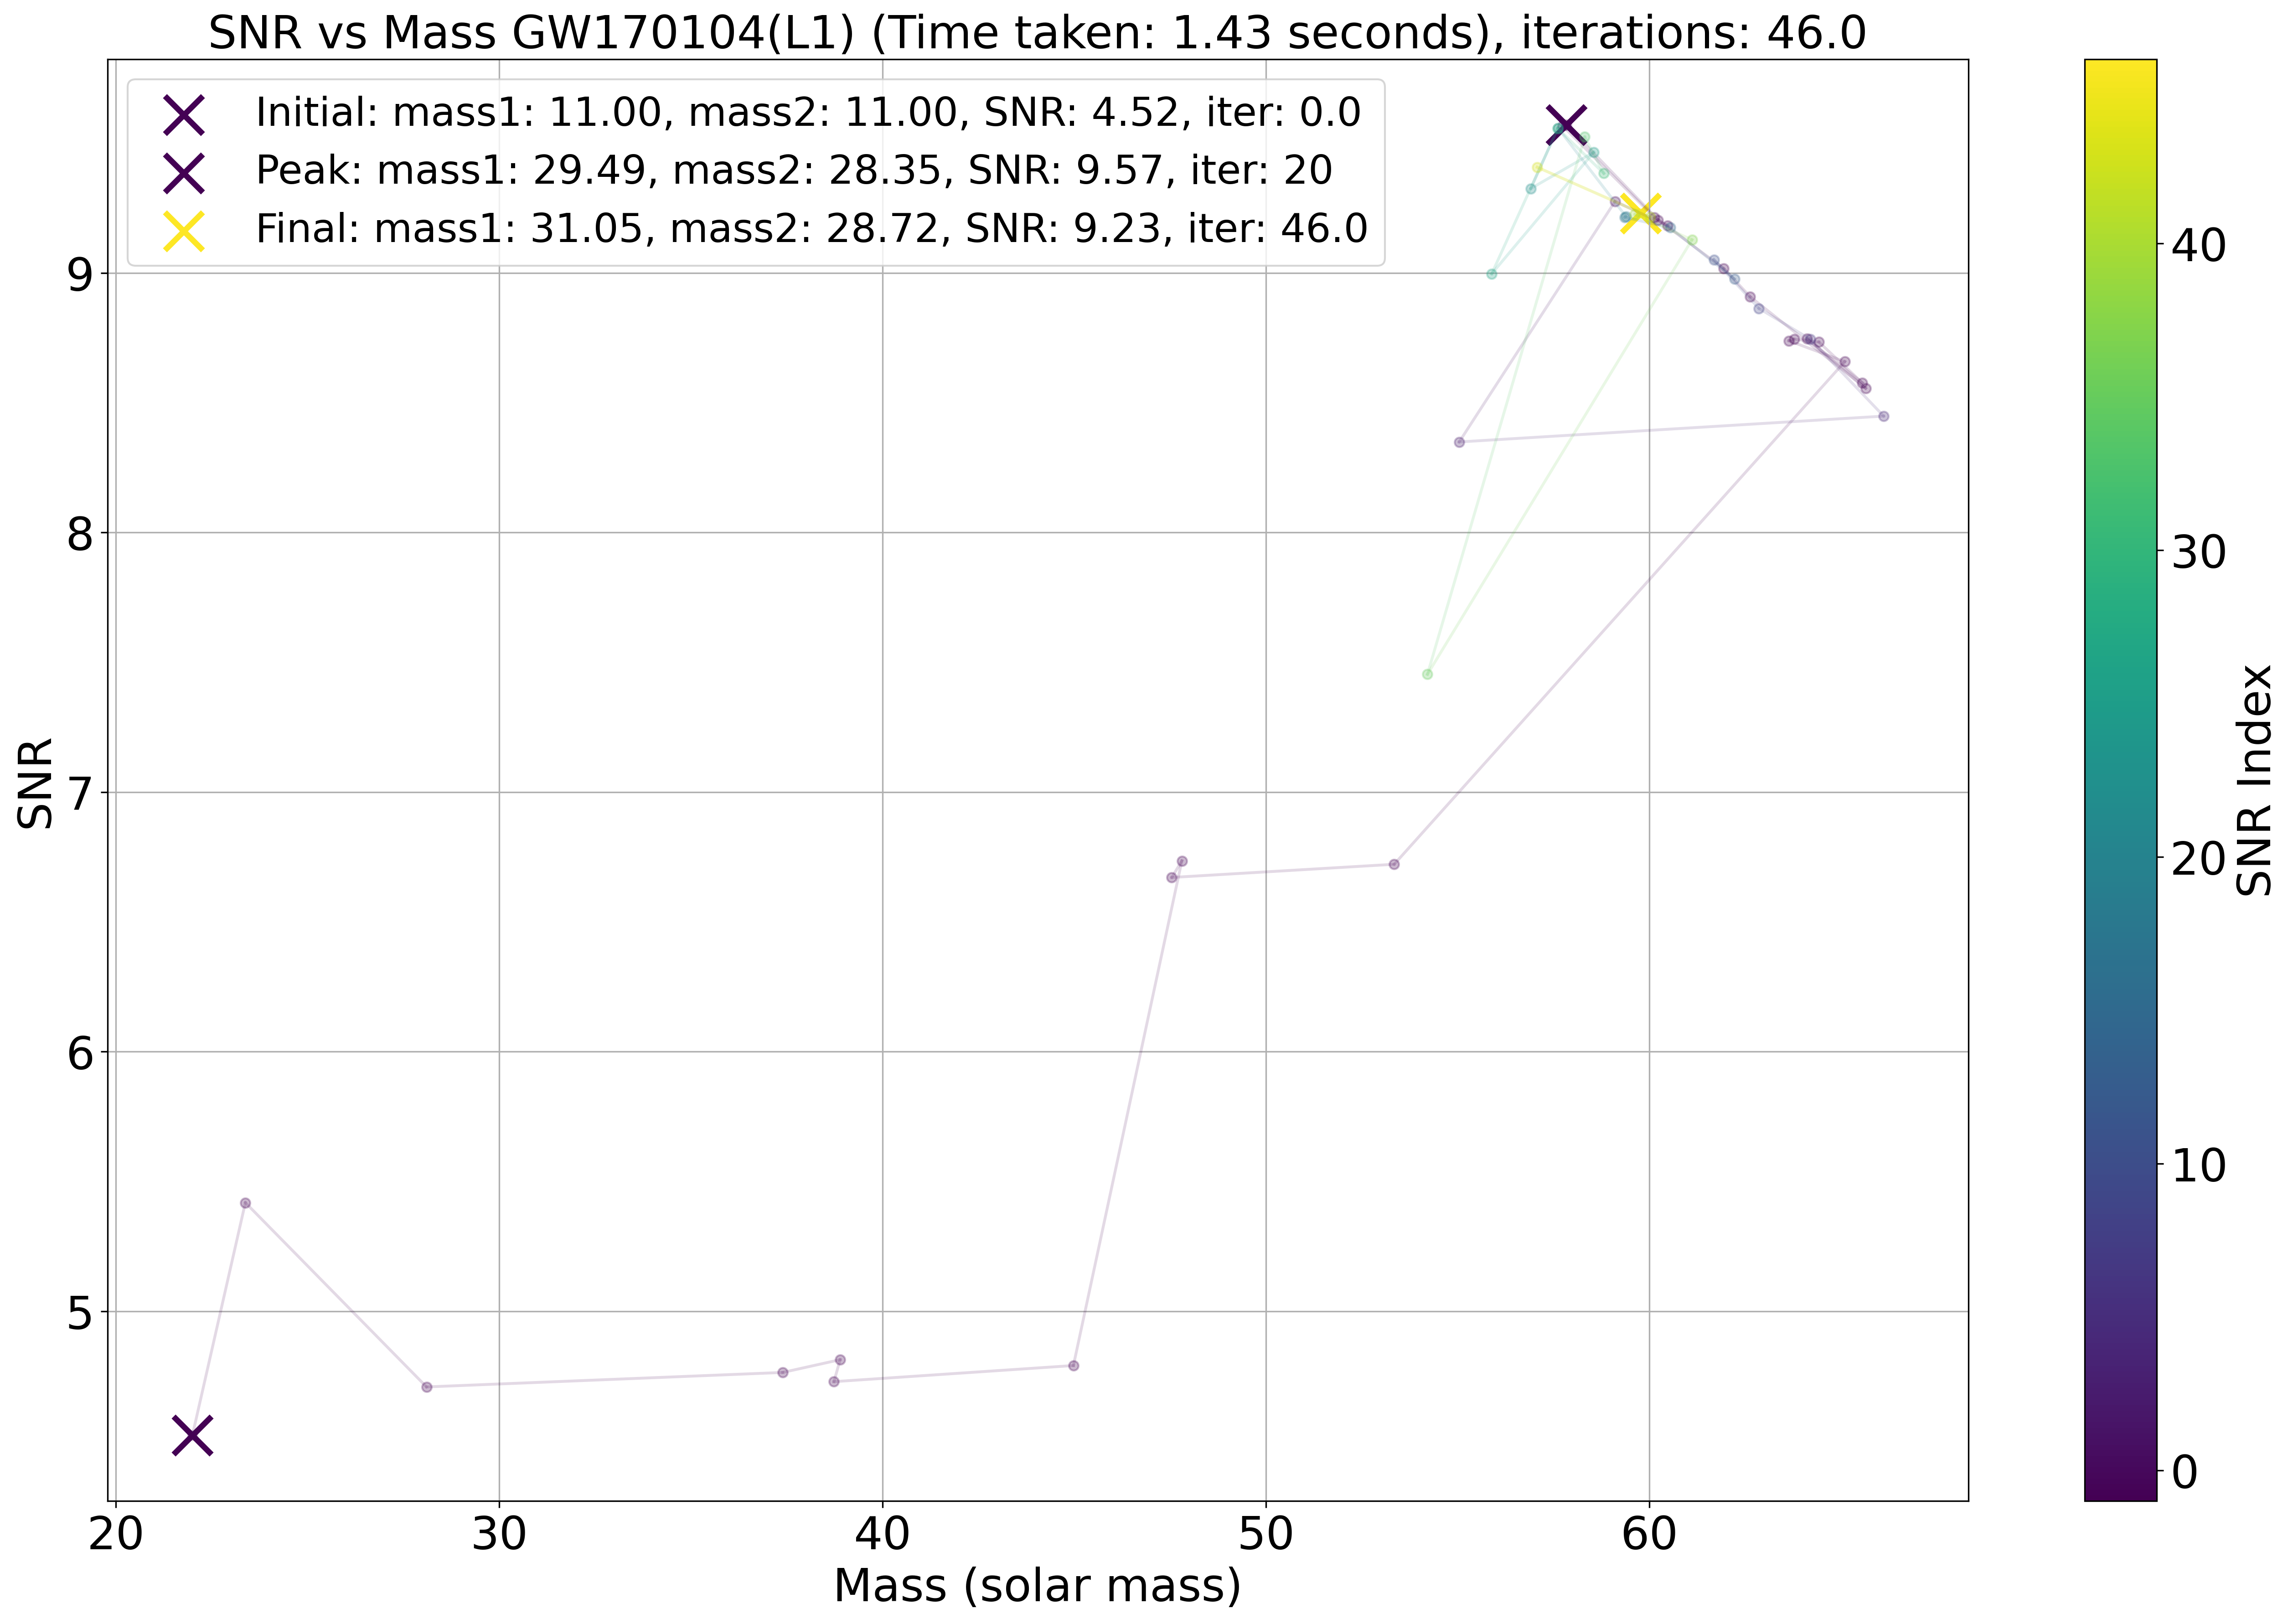 SNR vs Mass GW170104(L1) (Time taken: 1.43 seconds), iterations: 46.0
Initial: mass1: 11.00, mass2: 11.00, SNR: 4.52, iter: 0.0
Peak: mass1: 29.49, mass2: 28.35, SNR: 9.57, iter: 20
Final: mass1: 31.05, mass2: 28.72, SNR: 9.23, iter: 46.0
9
8
7
6
5
SNR
20
30
40
50
60
Mass (solar mass)
40
30
20
10
0
SNR Index